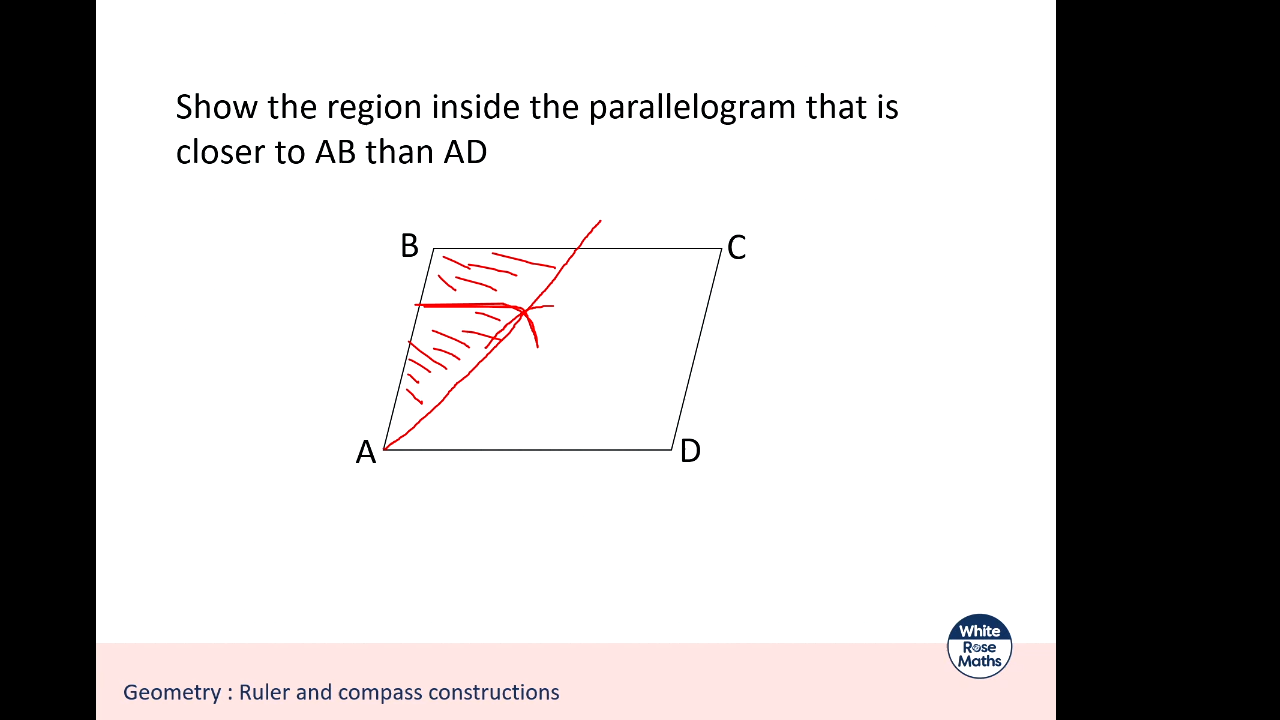 Show the region inside the parallelogram that is
closer to AB than AD
B
C
A
D
White
Rose
Maths
Geometry : Ruler and compass constructions